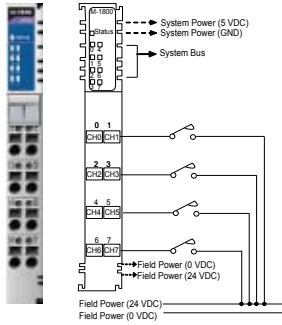 M-1800
Status
System Power (5 VDC)
System Power (GND)
System Bus
0 1
CH0 CH1
2 3
CH2 CH3
4 5
CH4 CH5
6 7
CH6 CH7
Field Power (0 VDC)
Field Power (24 VDC)
Field Power (24 VDC)
Field Power (0 VDC)